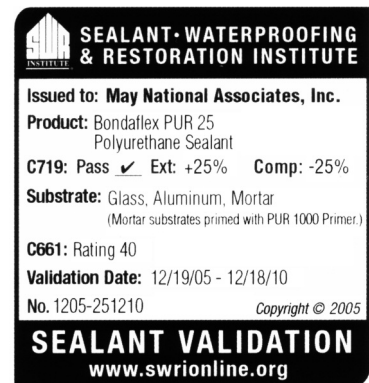 SWR
INSTITUTE
SEALANT • WATERPROOFING
& RESTORATION INSTITUTE
Issued to: May National Associates, Inc.
Product: Bondaflex PUR 25
Polyurethane Sealant
C719: Pass ✓ Ext: +25% Comp: -25%
Substrate: Glass, Aluminum, Mortar
(Mortar substrates primed with PUR 1000 Primer.)
C661: Rating 40
Validation Date: 12/19/05 - 12/18/10
No. 1205-251210 Copyright © 2005
SEALANT VALIDATION
www.swrionline.org